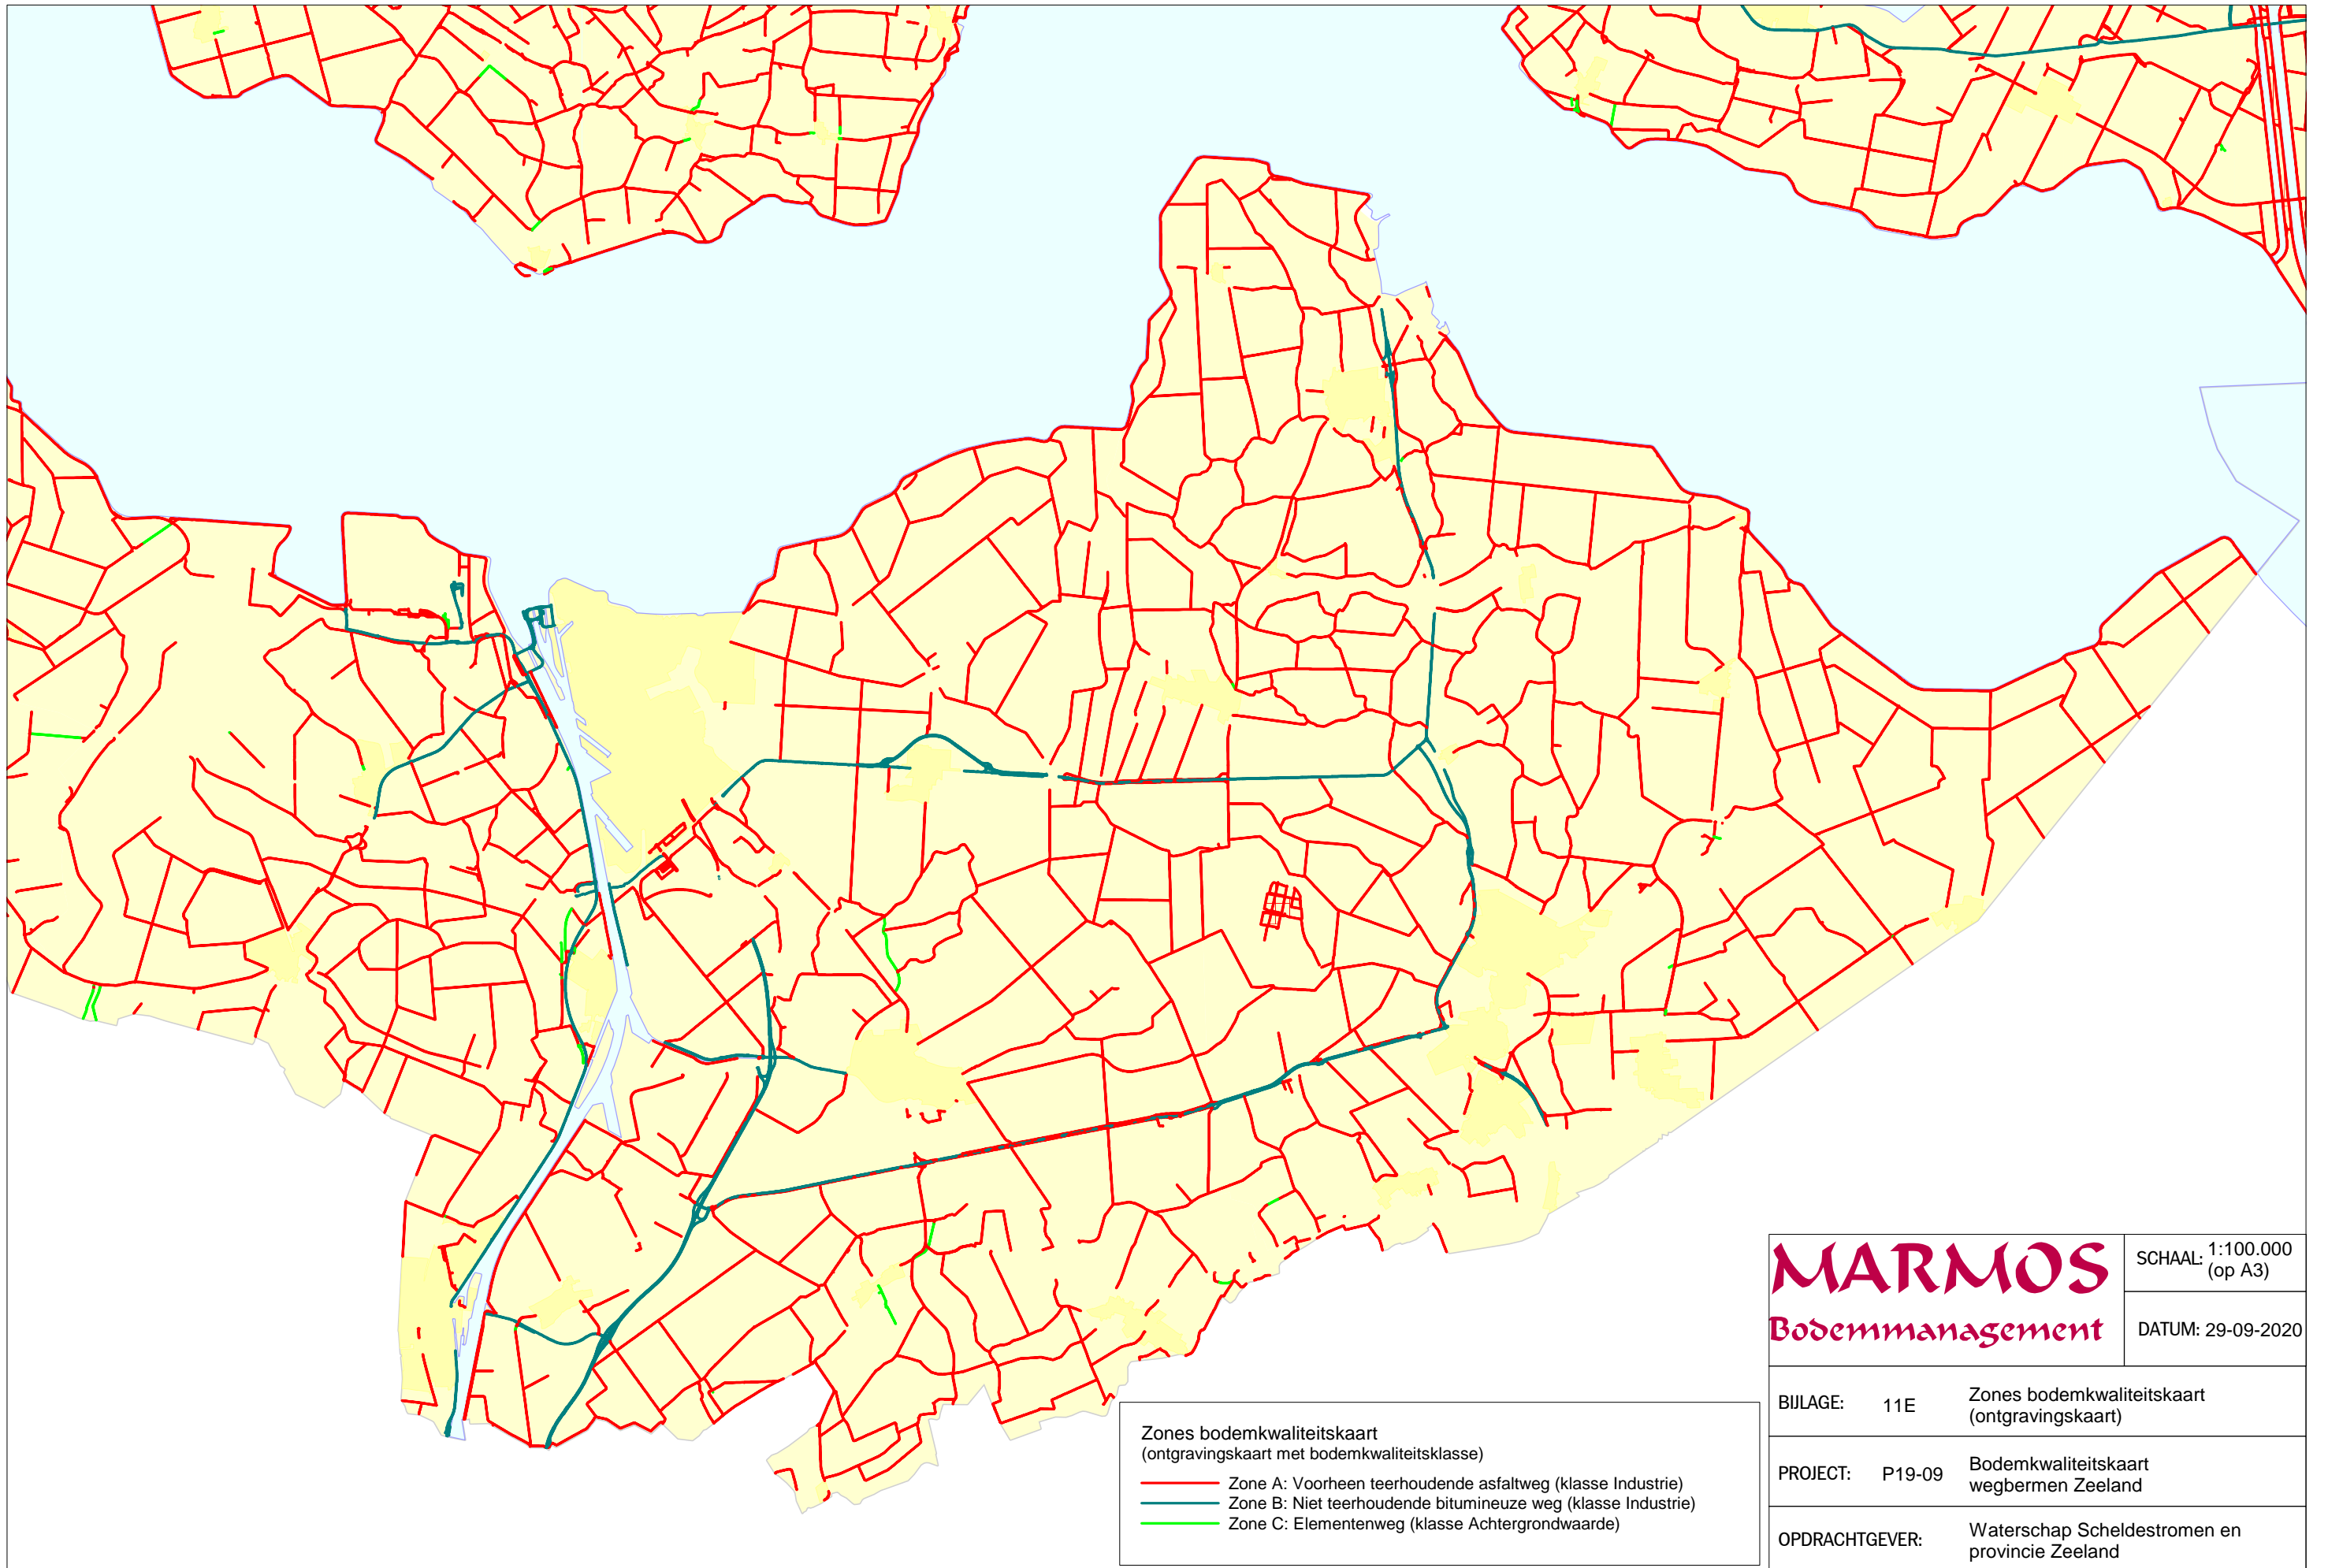 Zones bodemkwaliteitskaart
(ontgravingskaart met bodemkwaliteitsklasse)
Zone A: Voorheen teerhoudende asfaltweg (klasse Industrie)
Zone B: Niet teerhoudende bitumineuze weg (klasse Industrie)
Zone C: Elementenweg (klasse Achtergrondwaarde)
MARMOS
Bodemmanagement
SCHAAL: 1:100.000
(op A3)
DATUM: 29-09-2020
BIJLAGE: 11E Zones bodemkwaliteitskaart
(ontgravingskaart)
PROJECT: P19-09 Bodemkwaliteitskaart
wegbermen Zeeland
OPDRACHTGEVER: Waterschap Scheldestromen en
provincie Zeeland